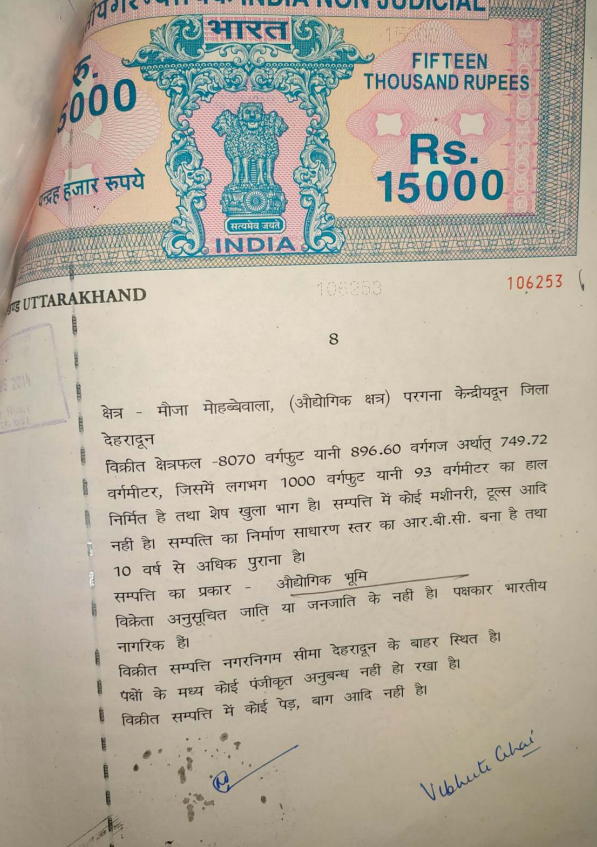 INDIA NON JUDICIAL
भारत
रु.
5000
पन्द्रह हजार रुपये
FIFTEEN
THOUSAND RUPEES
Rs.
15000
सत्यमेव जयते
INDIA
UTTARAKHAND
106253
106253
8
क्षेत्र - मौजा मोहब्बेवाला, (औद्योगिक क्षत्र) परगना केन्द्रीयदून जिला
देहरादून
विक्रीत क्षेत्रफल -8070 वर्गफुट यानी 896.60 वर्गगज अर्थात् 749.72
वर्गमीटर, जिसमें लगभग 1000 वर्गफुट यानी 93 वर्गमीटर का हाल
निर्मित है तथा शेष खुला भाग है। सम्पत्ति में कोई मशीनरी, टूल्स आदि
नही है। सम्पत्ति का निर्माण साधारण स्तर का आर.बी.सी. बना है तथा
10 वर्ष से अधिक पुराना है।
सम्पत्ति का प्रकार - औद्योगिक भूमि
विक्रेता अनुसूचित जाति या जनजाति के नही है। पक्षकार भारतीय
नागरिक हैं।
विक्रीत सम्पत्ति नगरनिगम सीमा देहरादून के बाहर स्थित है।
पक्षों के मध्य कोई पंजीकृत अनुबन्ध नही हो रखा है।
विक्रीत सम्पत्ति में कोई पेड़, बाग आदि नही है।